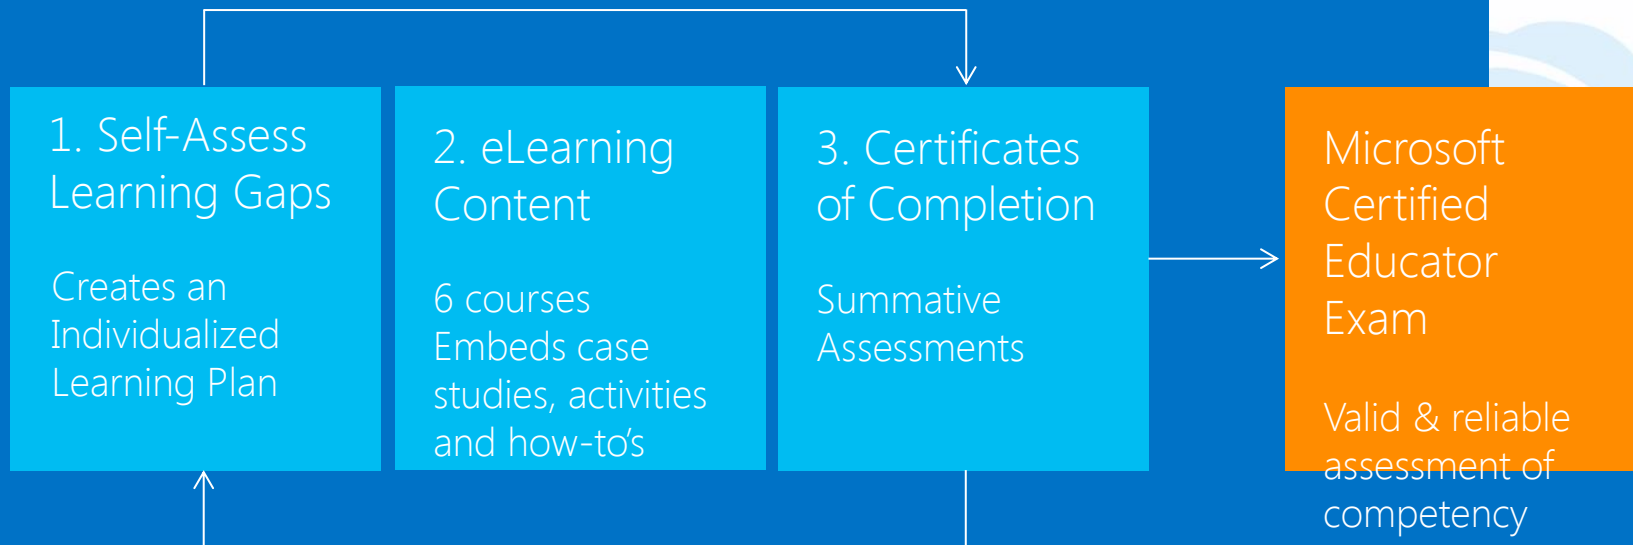 1. Self-Assess
Learning Gaps
Creates an
Individualized
Learning Plan
2. eLearning
Content
6 courses
Embeds case
studies, activities
and how-to's
3. Certificates
of Completion
Summative
Assessments
Microsoft
Certified
Educator
Exam
Valid & reliable
assessment of
competency